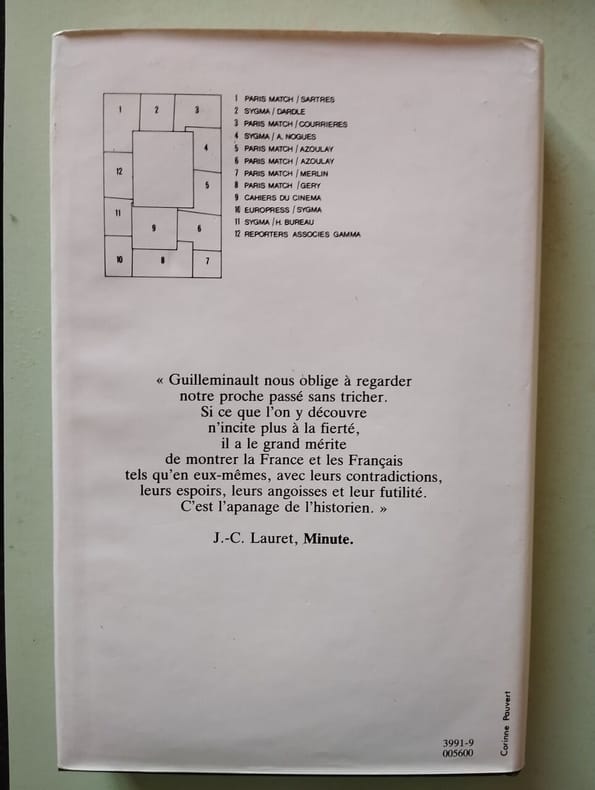 1 2 3
4
12
5
11
9 6
10 8 7
1 PARIS MATCH / SARTRES
2 SYGMA / DARDLE
3 PARIS MATCH / COURRIERES
4 SYGMA / A. NOGUES
5 PARIS MATCH / AZOULAY
6 PARIS MATCH / AZOULAY
7 PARIS MATCH / MERLIN
8 PARIS MATCH / GERY
9 CAHIERS DU CINEMA
10 EUROPRESS / SYGMA
11 SYGMA / H. BUREAU
12 REPORTERS ASSOCIES GAMMA
« Guilleminault nous oblige à regarder
notre proche passé sans tricher.
Si ce que l'on y découvre
n'incite plus à la fierté,
il a le grand mérite
de montrer la France et les Français
tels qu'en eux-mêmes, avec leurs contradictions,
leurs espoirs, leurs angoisses et leur futilité.
C'est l'apanage de l'historien. »
J.-C. Lauret, Minute.
3991-9
005600
Corinne Pauvert